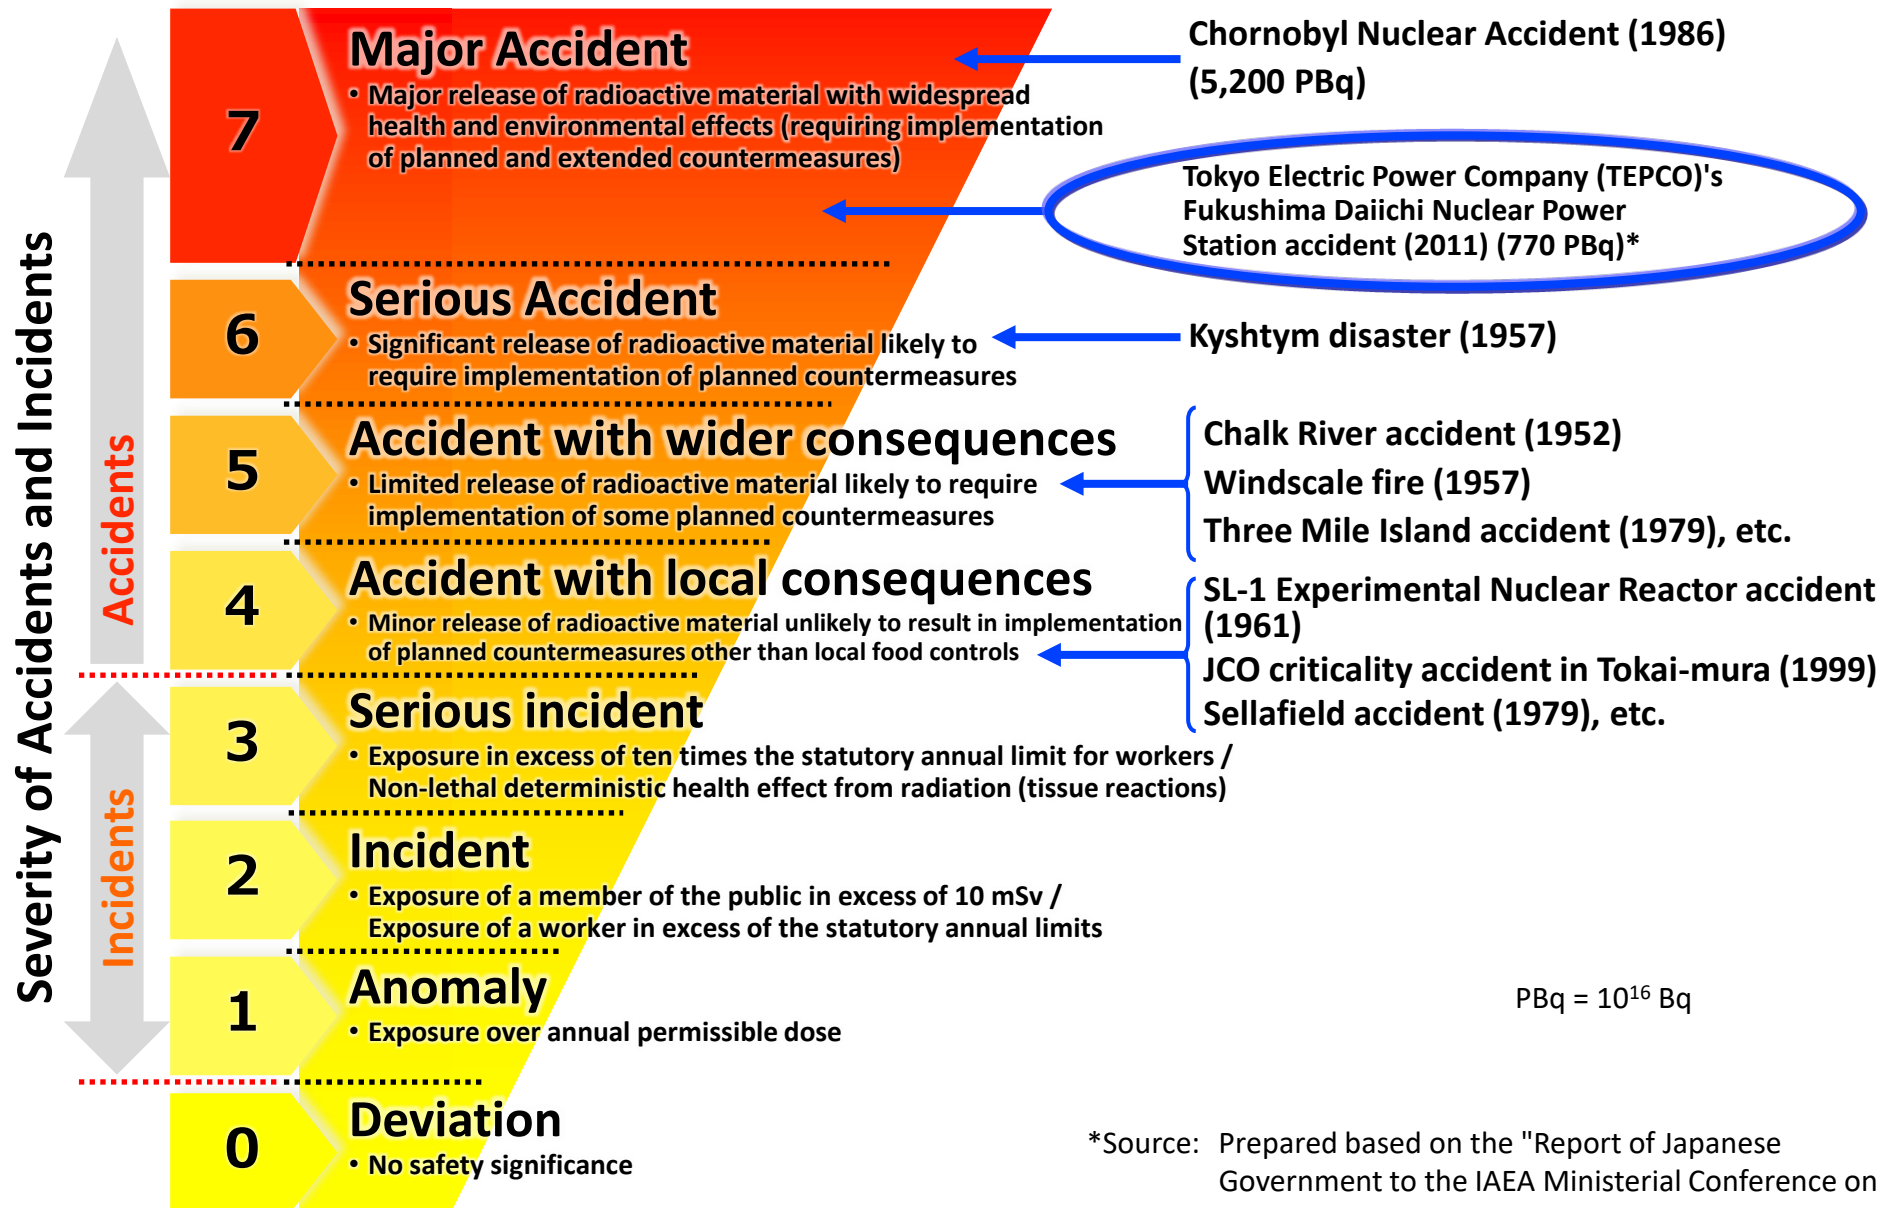 Severity of Accidents and Incidents
Accidents
Incidents
7
Major Accident
• Major release of radioactive material with widespread
health and environmental effects (requiring implementation
of planned and extended countermeasures)
Chornobyl Nuclear Accident (1986)
(5,200 PBq)
Tokyo Electric Power Company (TEPCO)'s
Fukushima Daiichi Nuclear Power
Station accident (2011) (770 PBq)*
6
Serious Accident
• Significant release of radioactive material likely to
require implementation of planned countermeasures
Kyshtym disaster (1957)
5
Accident with wider consequences
• Limited release of radioactive material likely to require
implementation of some planned countermeasures
Chalk River accident (1952)
Windscale fire (1957)
Three Mile Island accident (1979), etc.
4
Accident with local consequences
• Minor release of radioactive material unlikely to result in implementation
of planned countermeasures other than local food controls
SL-1 Experimental Nuclear Reactor accident
(1961)
JCO criticality accident in Tokai-mura (1999)
Sellafield accident (1979), etc.
3
Serious incident
• Exposure in excess of ten times the statutory annual limit for workers /
Non-lethal deterministic health effect from radiation (tissue reactions)
2
Incident
• Exposure of a member of the public in excess of 10 mSv /
Exposure of a worker in excess of the statutory annual limits
1
Anomaly
• Exposure over annual permissible dose
PBq = 10¹⁶ Bq
0
Deviation
• No safety significance
*Source: Prepared based on the "Report of Japanese
Government to the IAEA Ministerial Conference on